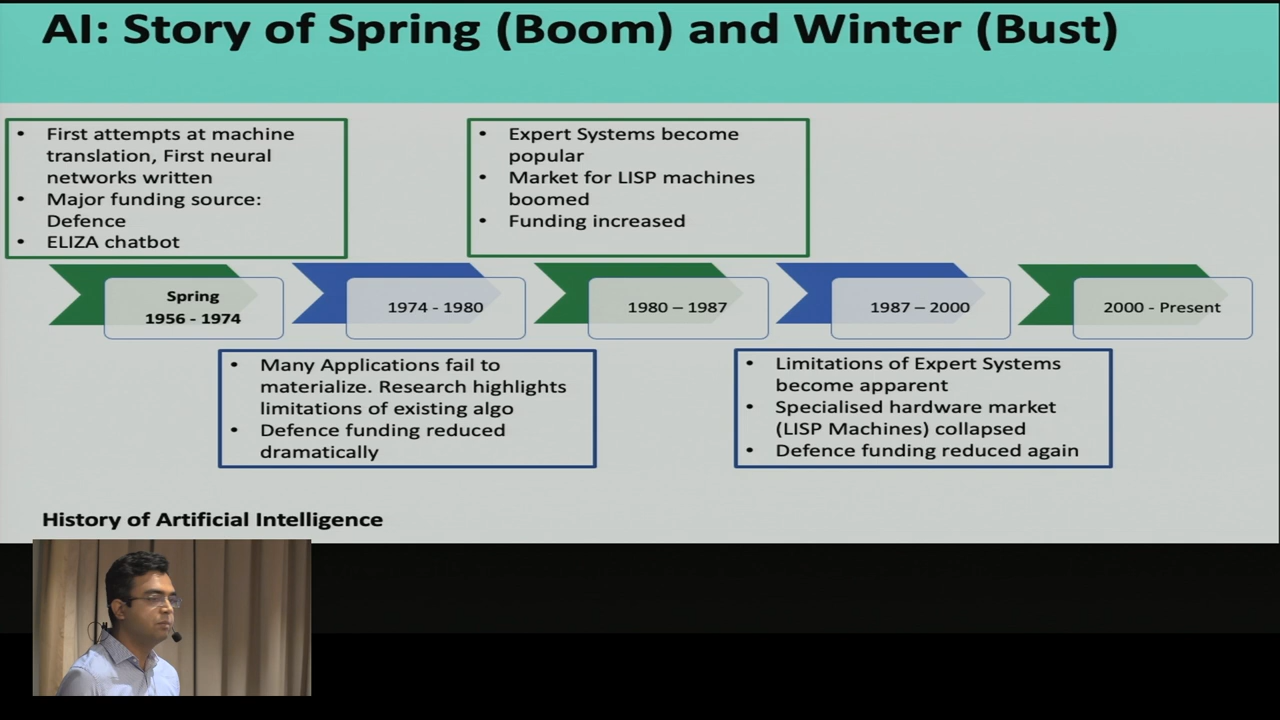 AI: Story of Spring (Boom) and Winter (Bust)
• First attempts at machine
translation, First neural
networks written
• Major funding source:
Defence
• ELIZA chatbot
• Expert Systems become
popular
• Market for LISP machines
boomed
• Funding increased
Spring
1956 - 1974
1974 - 1980
1980 – 1987
1987 – 2000
2000 - Present
• Many Applications fail to
materialize. Research highlights
limitations of existing algo
• Defence funding reduced
dramatically
• Limitations of Expert Systems
become apparent
• Specialised hardware market
(LISP Machines) collapsed
• Defence funding reduced again
History of Artificial Intelligence